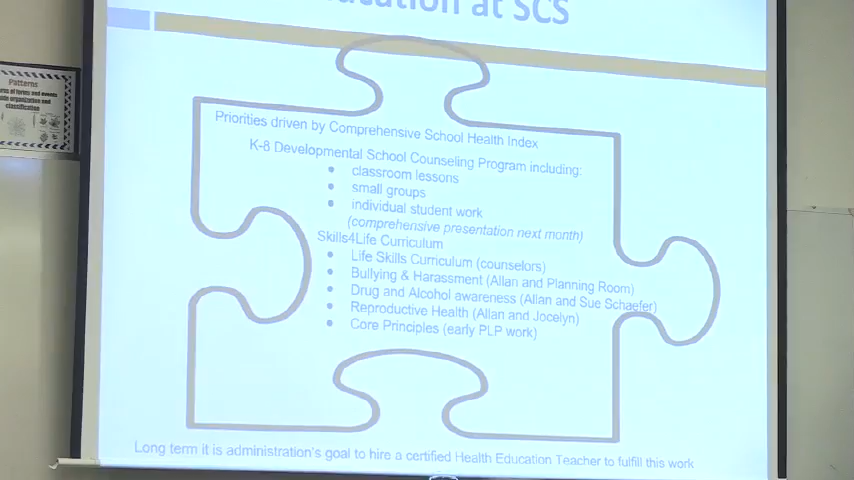 at SCS
Patterns
Priorities driven by Comprehensive School Health Index
K-8 Developmental School Counseling Program including:
• classroom lessons
• small groups
• individual student work
(comprehensive presentation next month)
Skills4Life Curriculum
• Life Skills Curriculum (counselors)
• Bullying & Harassment (Allan and Planning Room)
• Drug and Alcohol awareness (Allan and Sue Schaefer)
• Reproductive Health (Allan and Jocelyn)
• Core Principles (early PLP work)
Long term it is administration's goal to hire a certified Health Education Teacher to fulfill this work